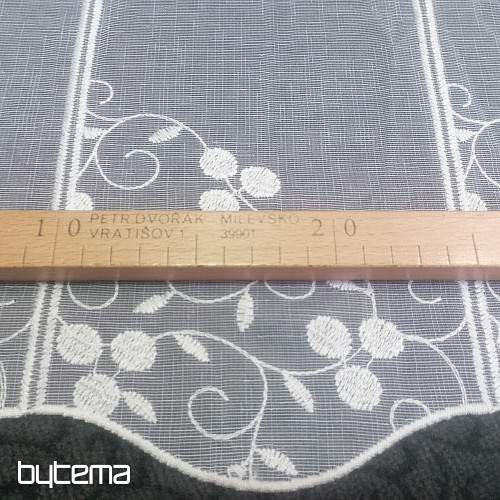 1 0 PETR DVOŘÁK - MILEVSKO 2 0
VRATIŠOV 1 39901
bytema